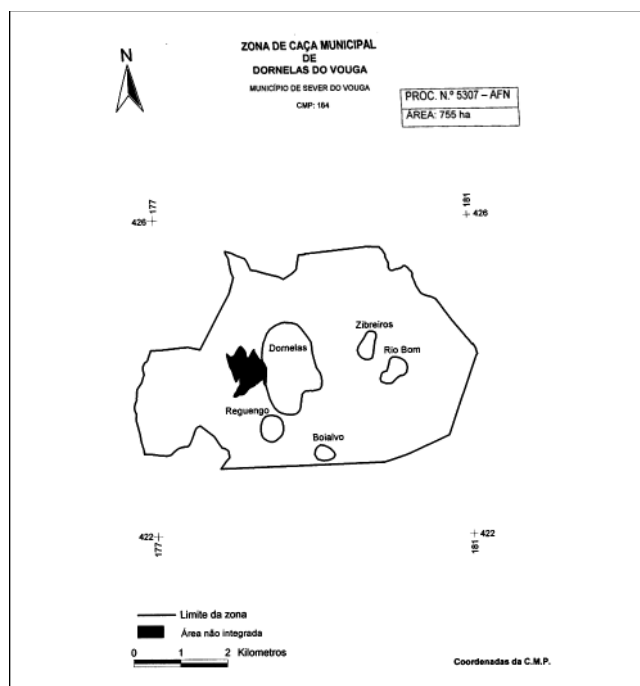 N
ZONA DE CAÇA MUNICIPAL
DE
DORNELAS DO VOUGA
MUNICÍPIO DE SEVER DO VOUGA
CMP: 164
PROC. N.º 5307 – AFN
ÁREA: 755 ha
177
426
181
426
Zibreiros
Dornelas
Rio Bom
Reguengo
Boialvo
422
177
422
181
Limite da zona
Área não integrada
0 1 2 Kilometros
Coordenadas da C.M.P.